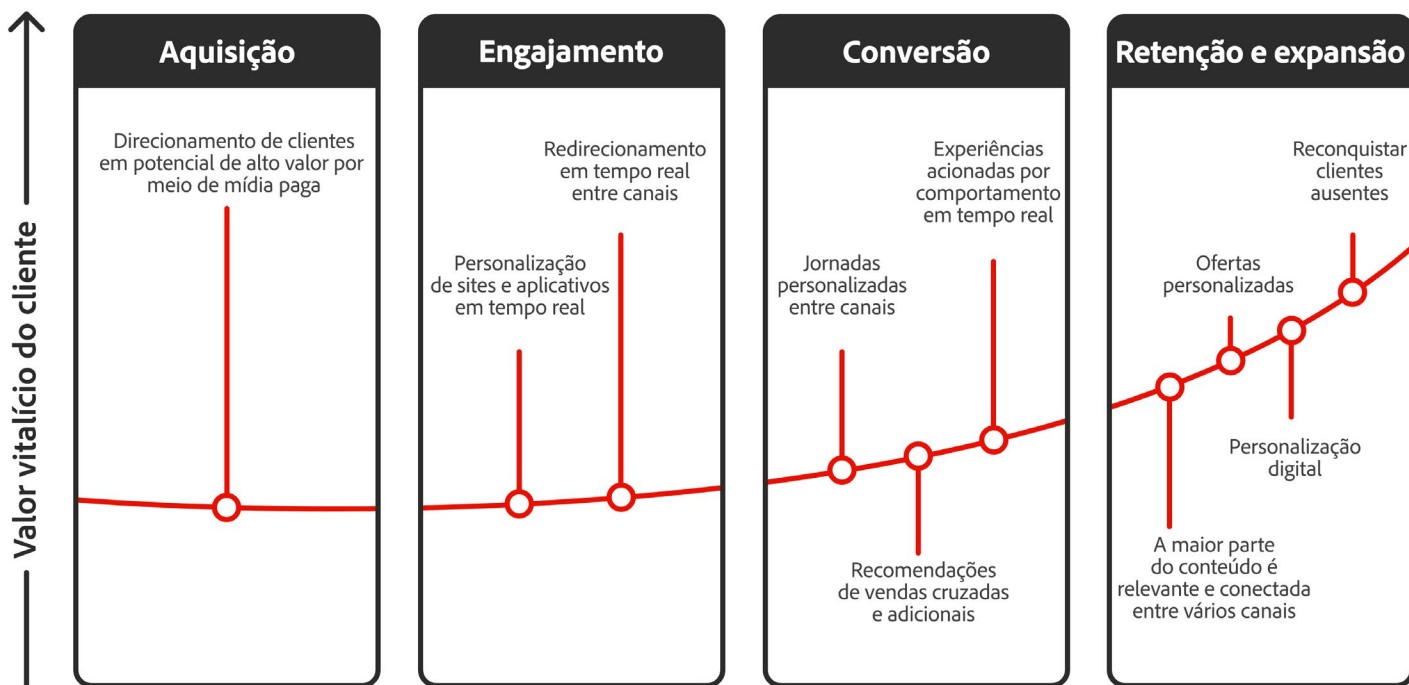 Valor vitalício do cliente
Aquisição
Direcionamento de clientes
em potencial de alto valor por
meio de mídia paga
Engajamento
Personalização
de sites e aplicativos
em tempo real
Redirecionamento
em tempo real
entre canais
Conversão
Jornadas
personalizadas
entre canais
Recomendações
de vendas cruzadas
e adicionais
Experiências
acionadas por
comportamento
em tempo real
Retenção e expansão
A maior parte
do conteúdo é
relevante e conectada
entre vários canais
Ofertas
personalizadas
Personalização
digital
Reconquistar
clientes
ausentes